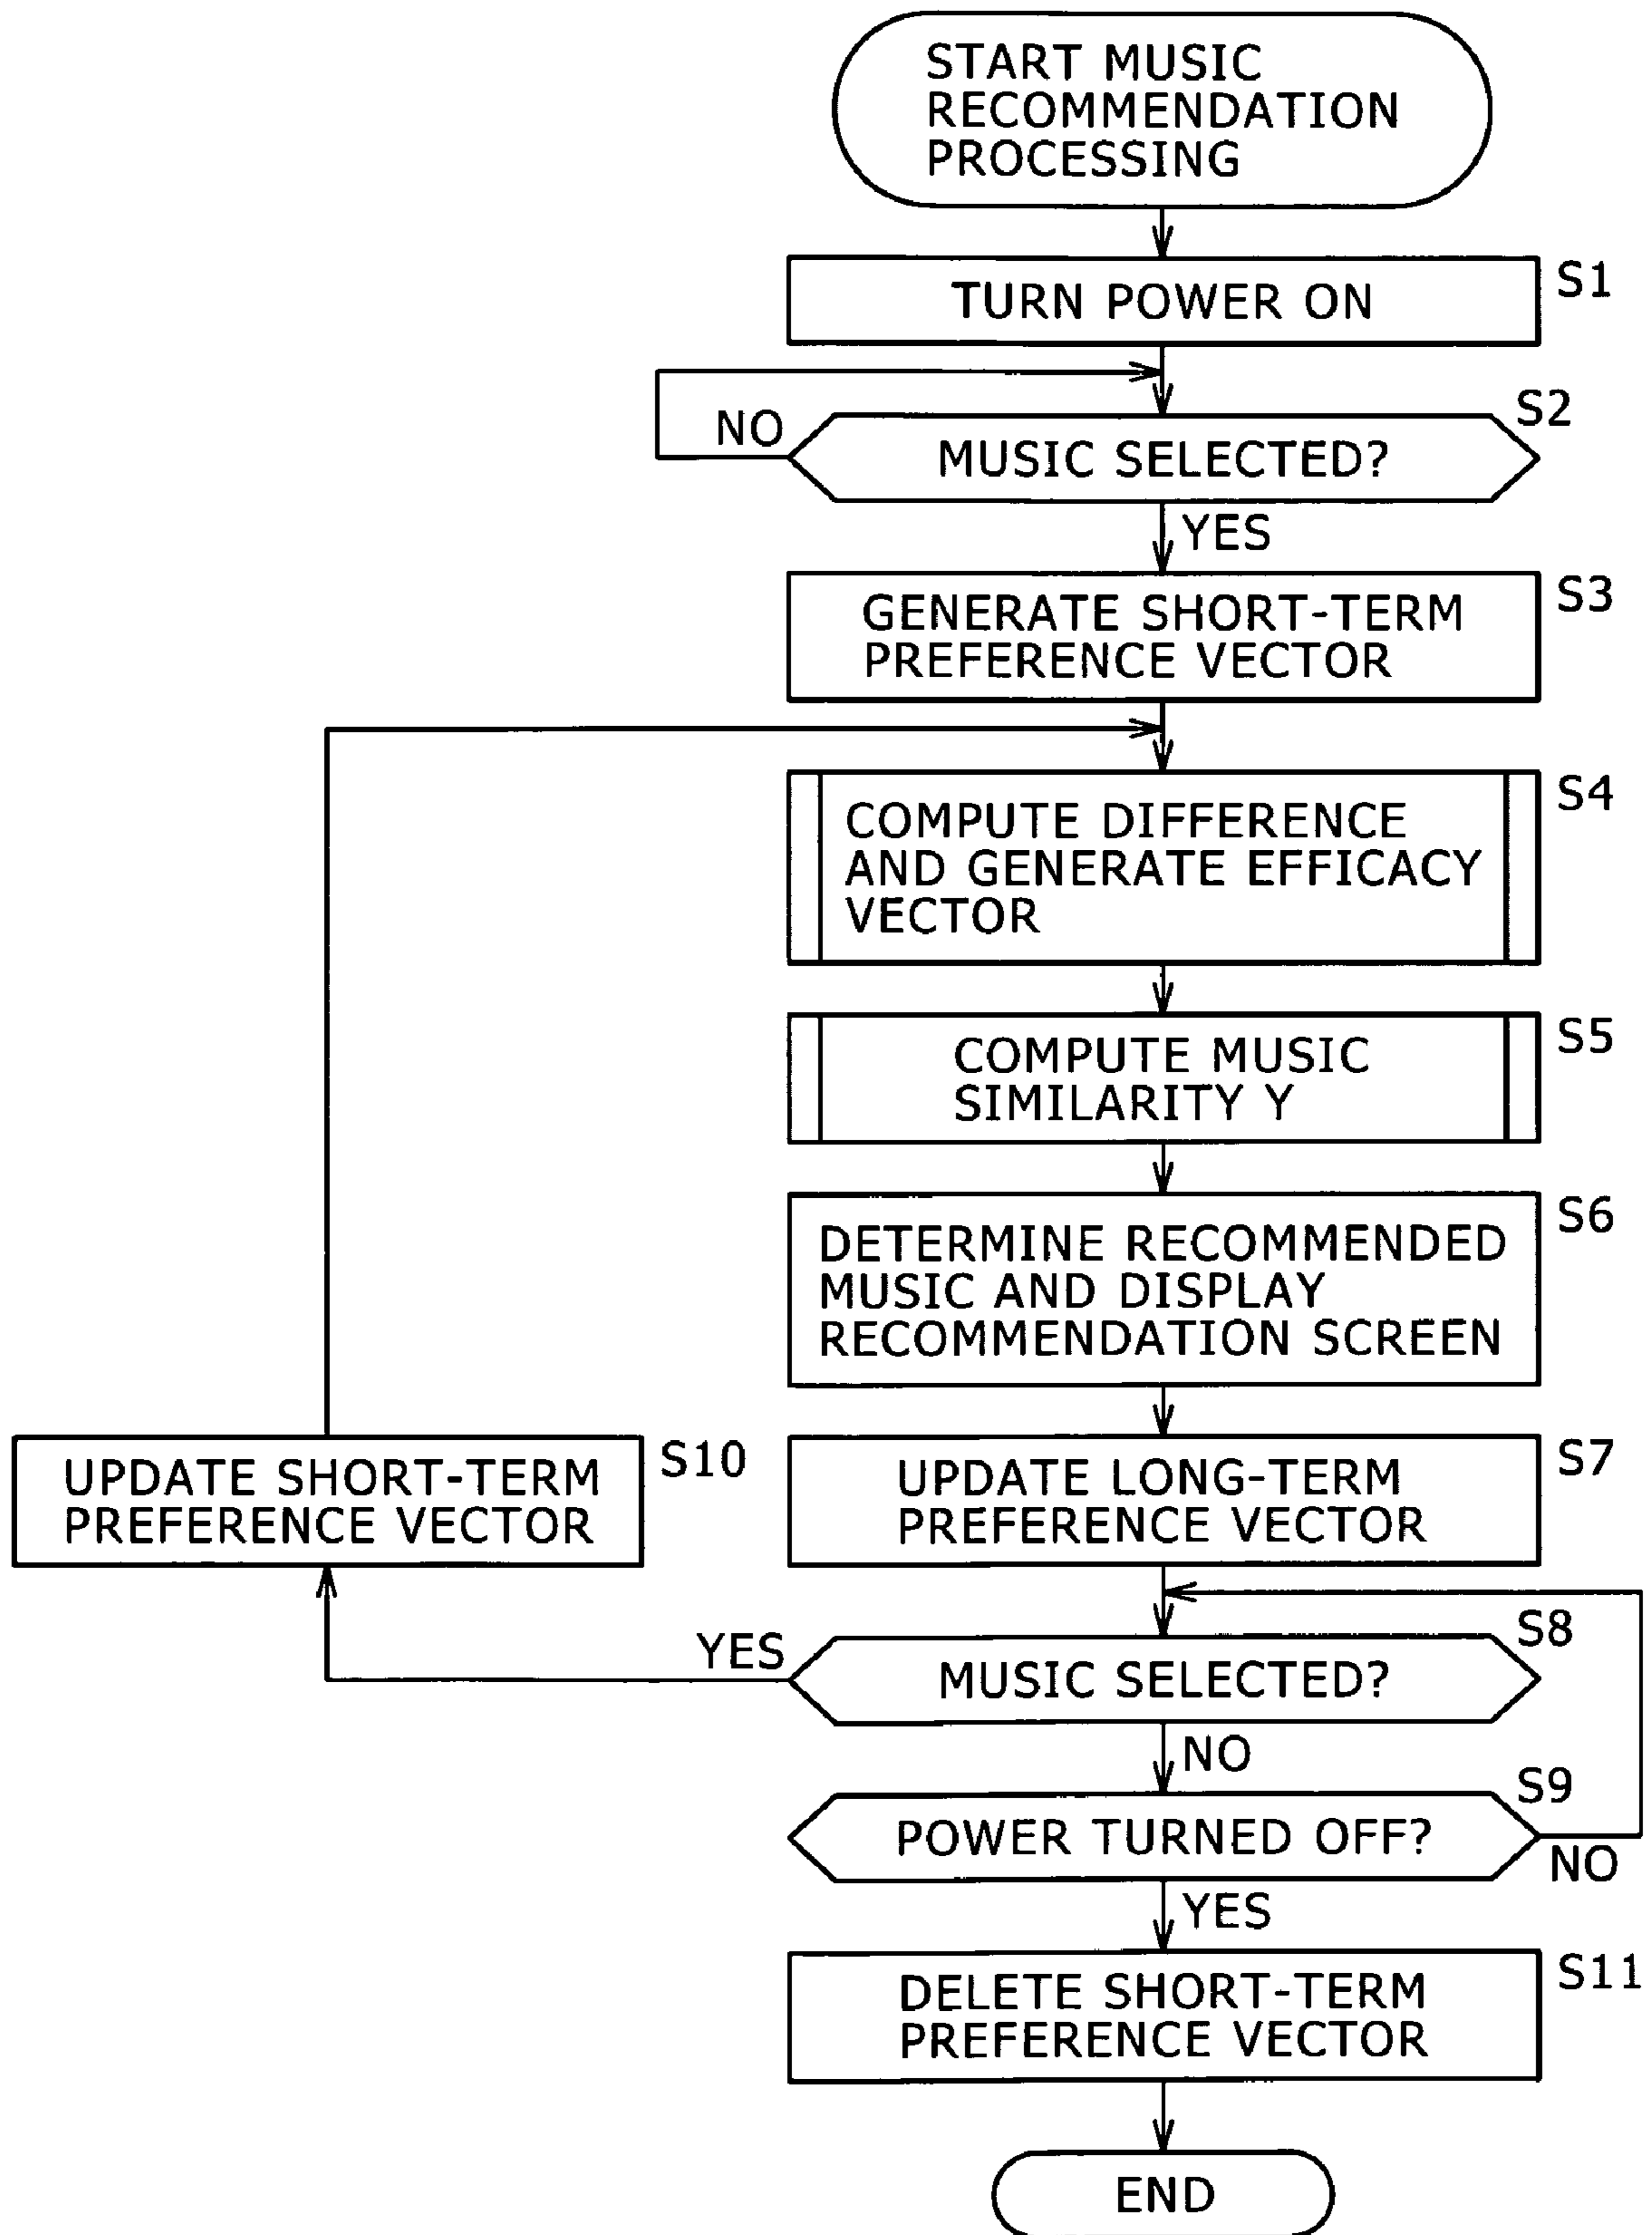 START MUSIC
RECOMMENDATION
PROCESSING
TURN POWER ON
S1
S2
NO
MUSIC SELECTED?
YES
GENERATE SHORT-TERM
PREFERENCE VECTOR
S3
COMPUTE DIFFERENCE
AND GENERATE EFFICACY
VECTOR
S4
COMPUTE MUSIC
SIMILARITY Y
S5
DETERMINE RECOMMENDED
MUSIC AND DISPLAY
RECOMMENDATION SCREEN
S6
UPDATE SHORT-TERM
PREFERENCE VECTOR
S10
UPDATE LONG-TERM
PREFERENCE VECTOR
S7
S8
YES
MUSIC SELECTED?
NO
S9
POWER TURNED OFF?
NO
YES
DELETE SHORT-TERM
PREFERENCE VECTOR
S11
END